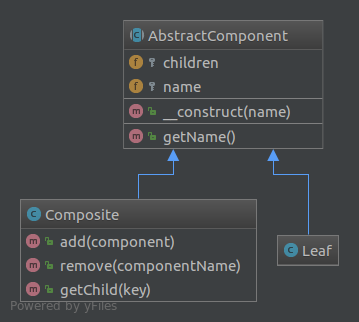 AbstractComponent
children
name
__construct(name)
getName()
Composite
add(component)
remove(componentName)
getChild(key)
Leaf
Powered by yFiles